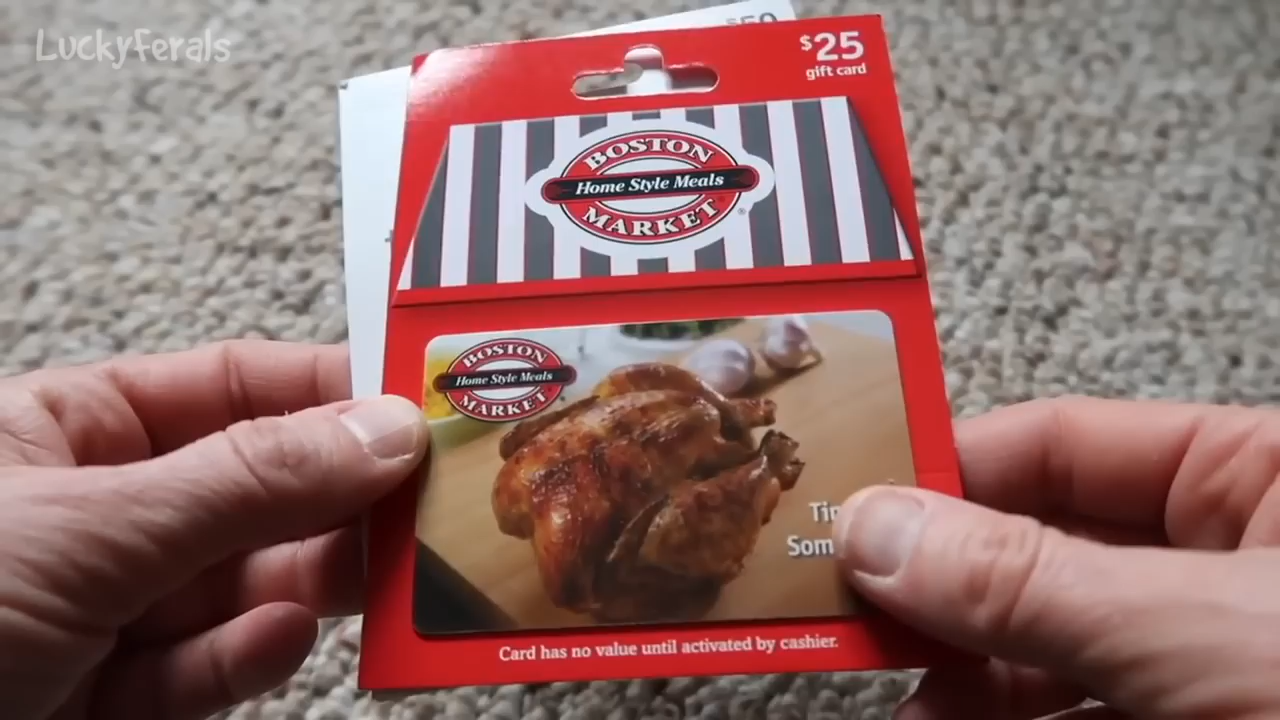 LuckyFerals
$25
gift card
BOSTON
Home Style Meals
MARKET
BOSTON
Home Style Meals
MARKET
Card has no value until activated by cashier.